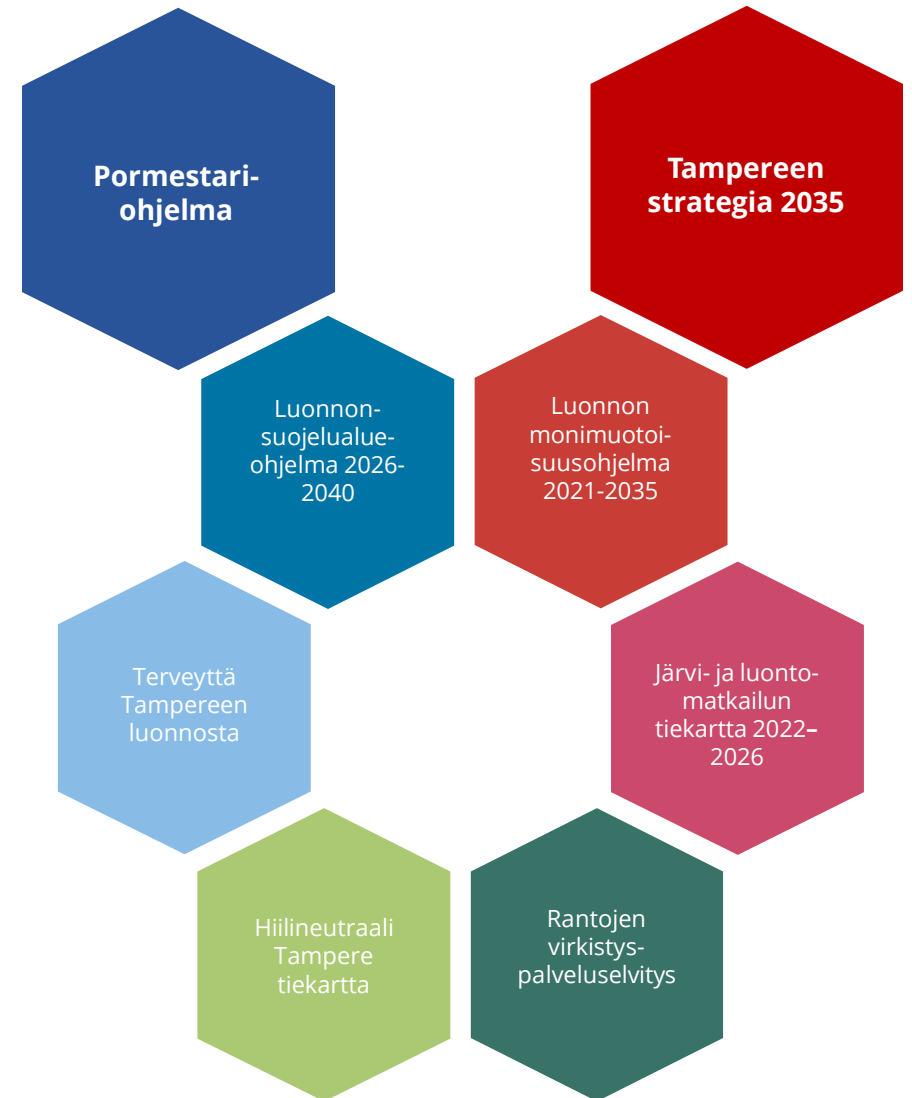 Pormestari-
ohjelma
Tampereen
strategia 2035
Luonnon-
suojelualue-
ohjelma 2026-
2040
Luonnon
monimuotoi-
suusohjelma
2021-2035
Terveyttä
Tampereen
luonnosta
Järvi- ja luonto-
matkailun
tiekartta 2022–
2026
Hiilineutraali
Tampere
tiekartta
Rantojen
virkistys-
palveluselvitys